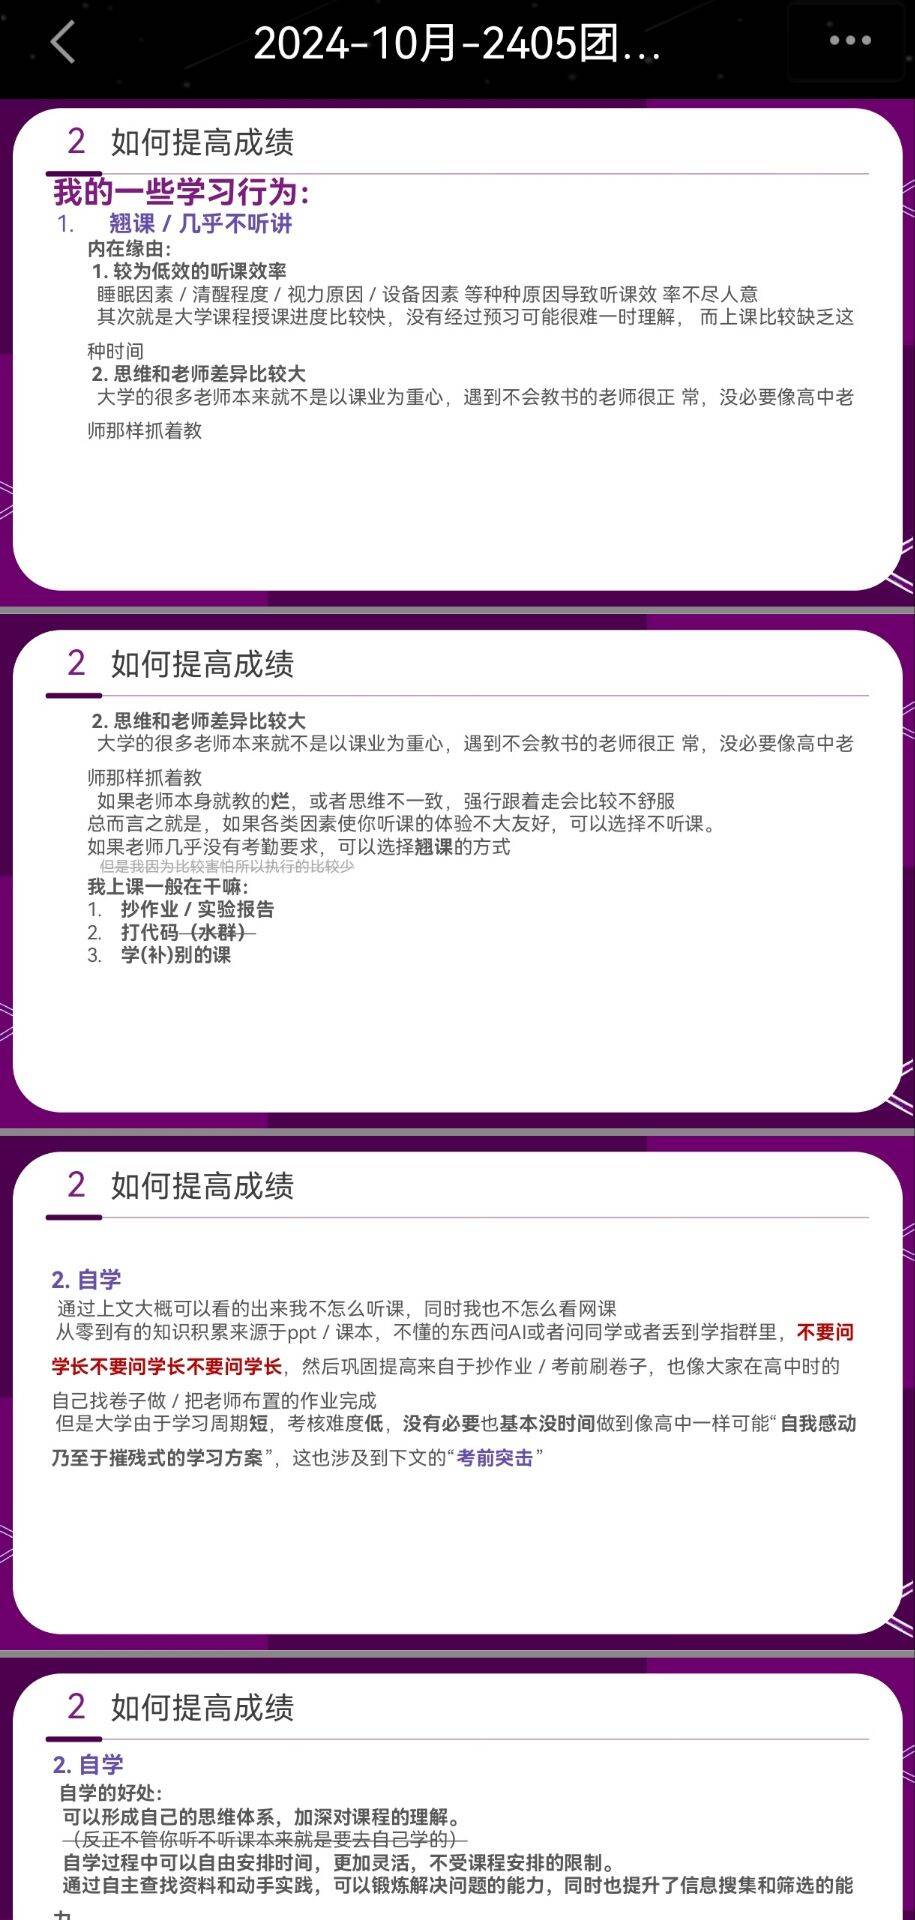 2024-10月-2405团...
2 如何提高成绩
我的一些学习行为：
1. 翘课 / 几乎不听讲
内在缘由：
1. 较为低效的听课效率
睡眠因素 / 清醒程度 / 视力原因 / 设备因素 等种种原因导致听课效 率不尽人意
其次就是大学课程授课进度比较快，没有经过预习可能很难一时理解， 而上课比较缺乏这
种时间
2. 思维和老师差异比较大
大学的很多老师本来就不是以课业为重心，遇到不会教书的老师很正 常，没必要像高中老
师那样抓着教
2 如何提高成绩
2. 思维和老师差异比较大
大学的很多老师本来就不是以课业为重心，遇到不会教书的老师很正 常，没必要像高中老
师那样抓着教
如果老师本身就教的烂，或者思维不一致，强行跟着走会比较不舒服
总而言之就是，如果各类因素使你听课的体验不大友好，可以选择不听课。
如果老师几乎没有考勤要求，可以选择翘课的方式
但是我因为比较害怕所以执行的比较少
我上课一般在干嘛：
1. 抄作业 / 实验报告
2. 打代码（水群）
3. 学(补)别的课
2 如何提高成绩
2. 自学
通过上文大概可以看的出来我不怎么听课，同时我也不怎么看网课
从零到有的知识积累来源于ppt / 课本，不懂的东西问AI或者问同学或者丢到学指群里，不要问
学长不要问学长不要问学长，然后巩固提高来自于抄作业 / 考前刷卷子，也像大家在高中时的
自己找卷子做 / 把老师布置的作业完成
但是大学由于学习周期短，考核难度低，没有必要也基本没时间做到像高中一样可能“自我感动
乃至于摧残式的学习方案”，这也涉及到下文的“考前突击”
2 如何提高成绩
2. 自学
自学的好处：
可以形成自己的思维体系，加深对课程的理解。
（反正不管你听不听课本来就是要去自己学的）
自学过程中可以自由安排时间，更加灵活，不受课程安排的限制。
通过自主查找资料和动手实践，可以锻炼解决问题的能力，同时也提升了信息搜集和筛选的能